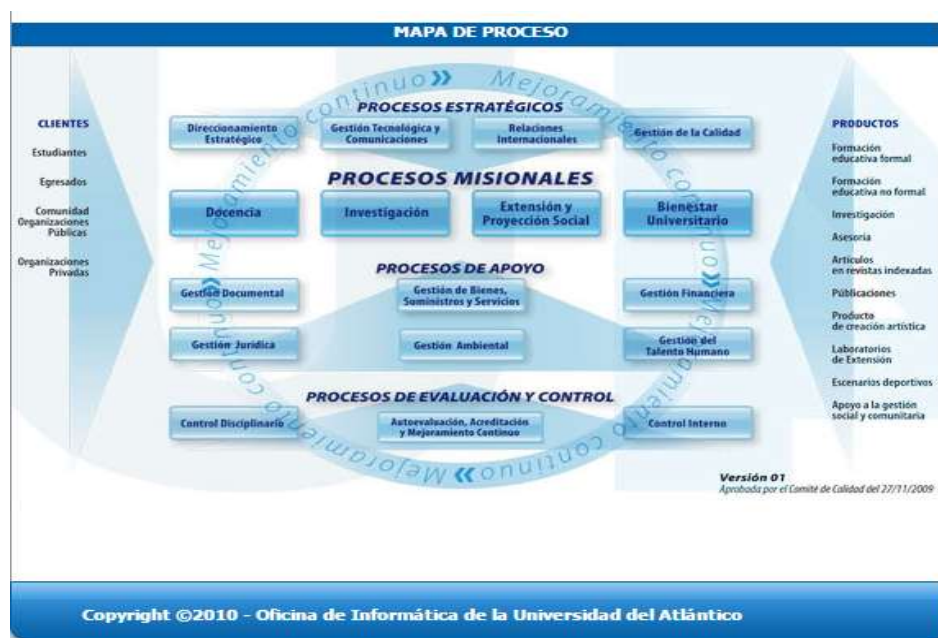 MAPA DE PROCESO
Mejoramiento continuo
Mejoramiento continuo
Mejoramiento continuo
CLIENTES
Estudiantes
Egresados
Comunidad
Organizaciones
Públicas
Organizaciones
Privadas
PROCESOS ESTRATÉGICOS
Direccionamiento
Estratégico
Gestión Tecnológica y
Comunicaciones
Relaciones
Internacionales
Gestión de la Calidad
PROCESOS MISIONALES
Docencia
Investigación
Extensión y
Proyección Social
Bienestar
Universitario
PROCESOS DE APOYO
Gestión Documental
Gestión de Bienes,
Suministros y Servicios
Gestión Financiera
Gestión Jurídica
Gestión Ambiental
Gestión del
Talento Humano
PROCESOS DE EVALUACIÓN Y CONTROL
Control Disciplinario
Autoevaluación, Acreditación
y Mejoramiento Continuo
Control Interno
PRODUCTOS
Formación
educativa formal
Formación
educativa no formal
Investigación
Asesoría
Artículos
en revistas indexadas
Públicaciones
Producto
de creación artística
Laboratorios
de Extensión
Escenarios deportivos
Apoyo a la gestión
social y comunitaria
Versión 01
Aprobada por el Comité de Calidad del 27/11/2009
Copyright ©2010 - Oficina de Informática de la Universidad del Atlántico